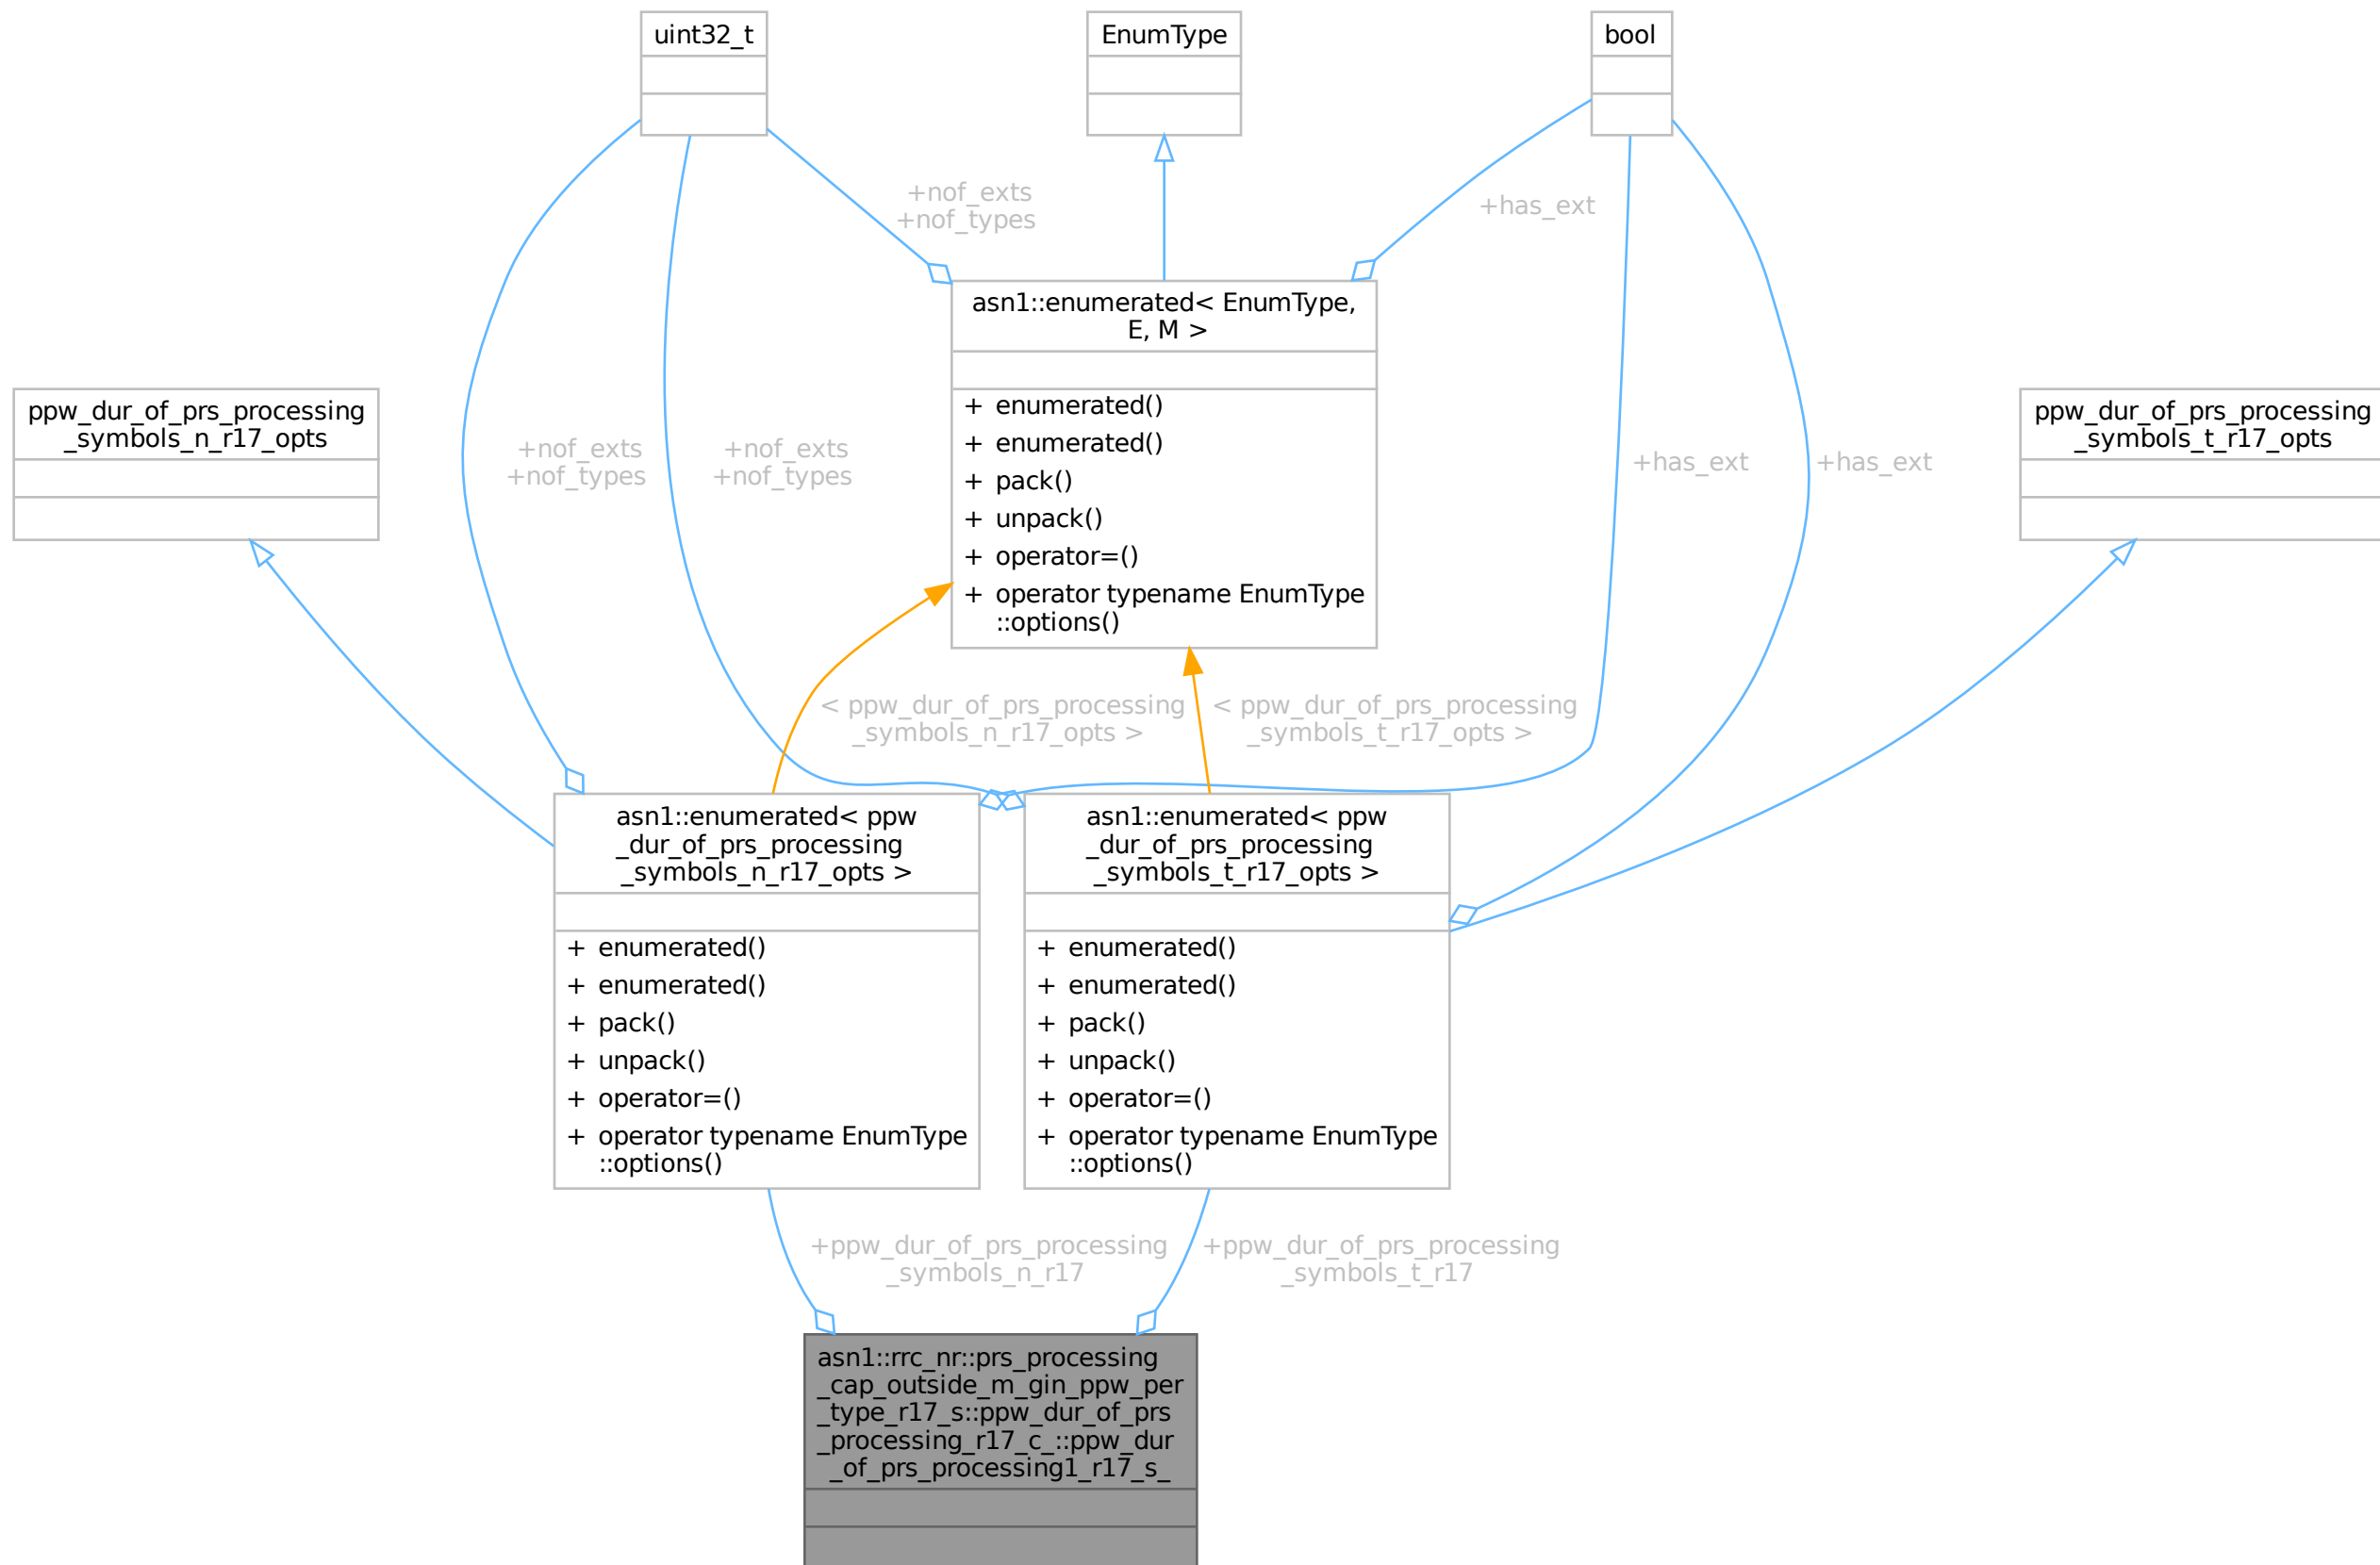 uint32_t
EnumType
bool
+nof_exts
+nof_types
+has_ext
asn1::enumerated< EnumType,
E, M >
+ enumerated()
+ enumerated()
+ pack()
+ unpack()
+ operator=()
+ operator typename EnumType
::options()
ppw_dur_of_prs_processing
_symbols_n_r17_opts
+nof_exts
+nof_types
+nof_exts
+nof_types
+has_ext
+has_ext
ppw_dur_of_prs_processing
_symbols_t_r17_opts
< ppw_dur_of_prs_processing
_symbols_n_r17_opts >
< ppw_dur_of_prs_processing
_symbols_t_r17_opts >
asn1::enumerated< ppw
_dur_of_prs_processing
_symbols_n_r17_opts >
+ enumerated()
+ enumerated()
+ pack()
+ unpack()
+ operator=()
+ operator typename EnumType
::options()
asn1::enumerated< ppw
_dur_of_prs_processing
_symbols_t_r17_opts >
+ enumerated()
+ enumerated()
+ pack()
+ unpack()
+ operator=()
+ operator typename EnumType
::options()
+ppw_dur_of_prs_processing
_symbols_n_r17
+ppw_dur_of_prs_processing
_symbols_t_r17
asn1::rrc_nr::prs_processing
_cap_outside_m_gin_ppw_per
_type_r17_s::ppw_dur_of_prs
_processing_r17_c_::ppw_dur
_of_prs_processing1_r17_s_